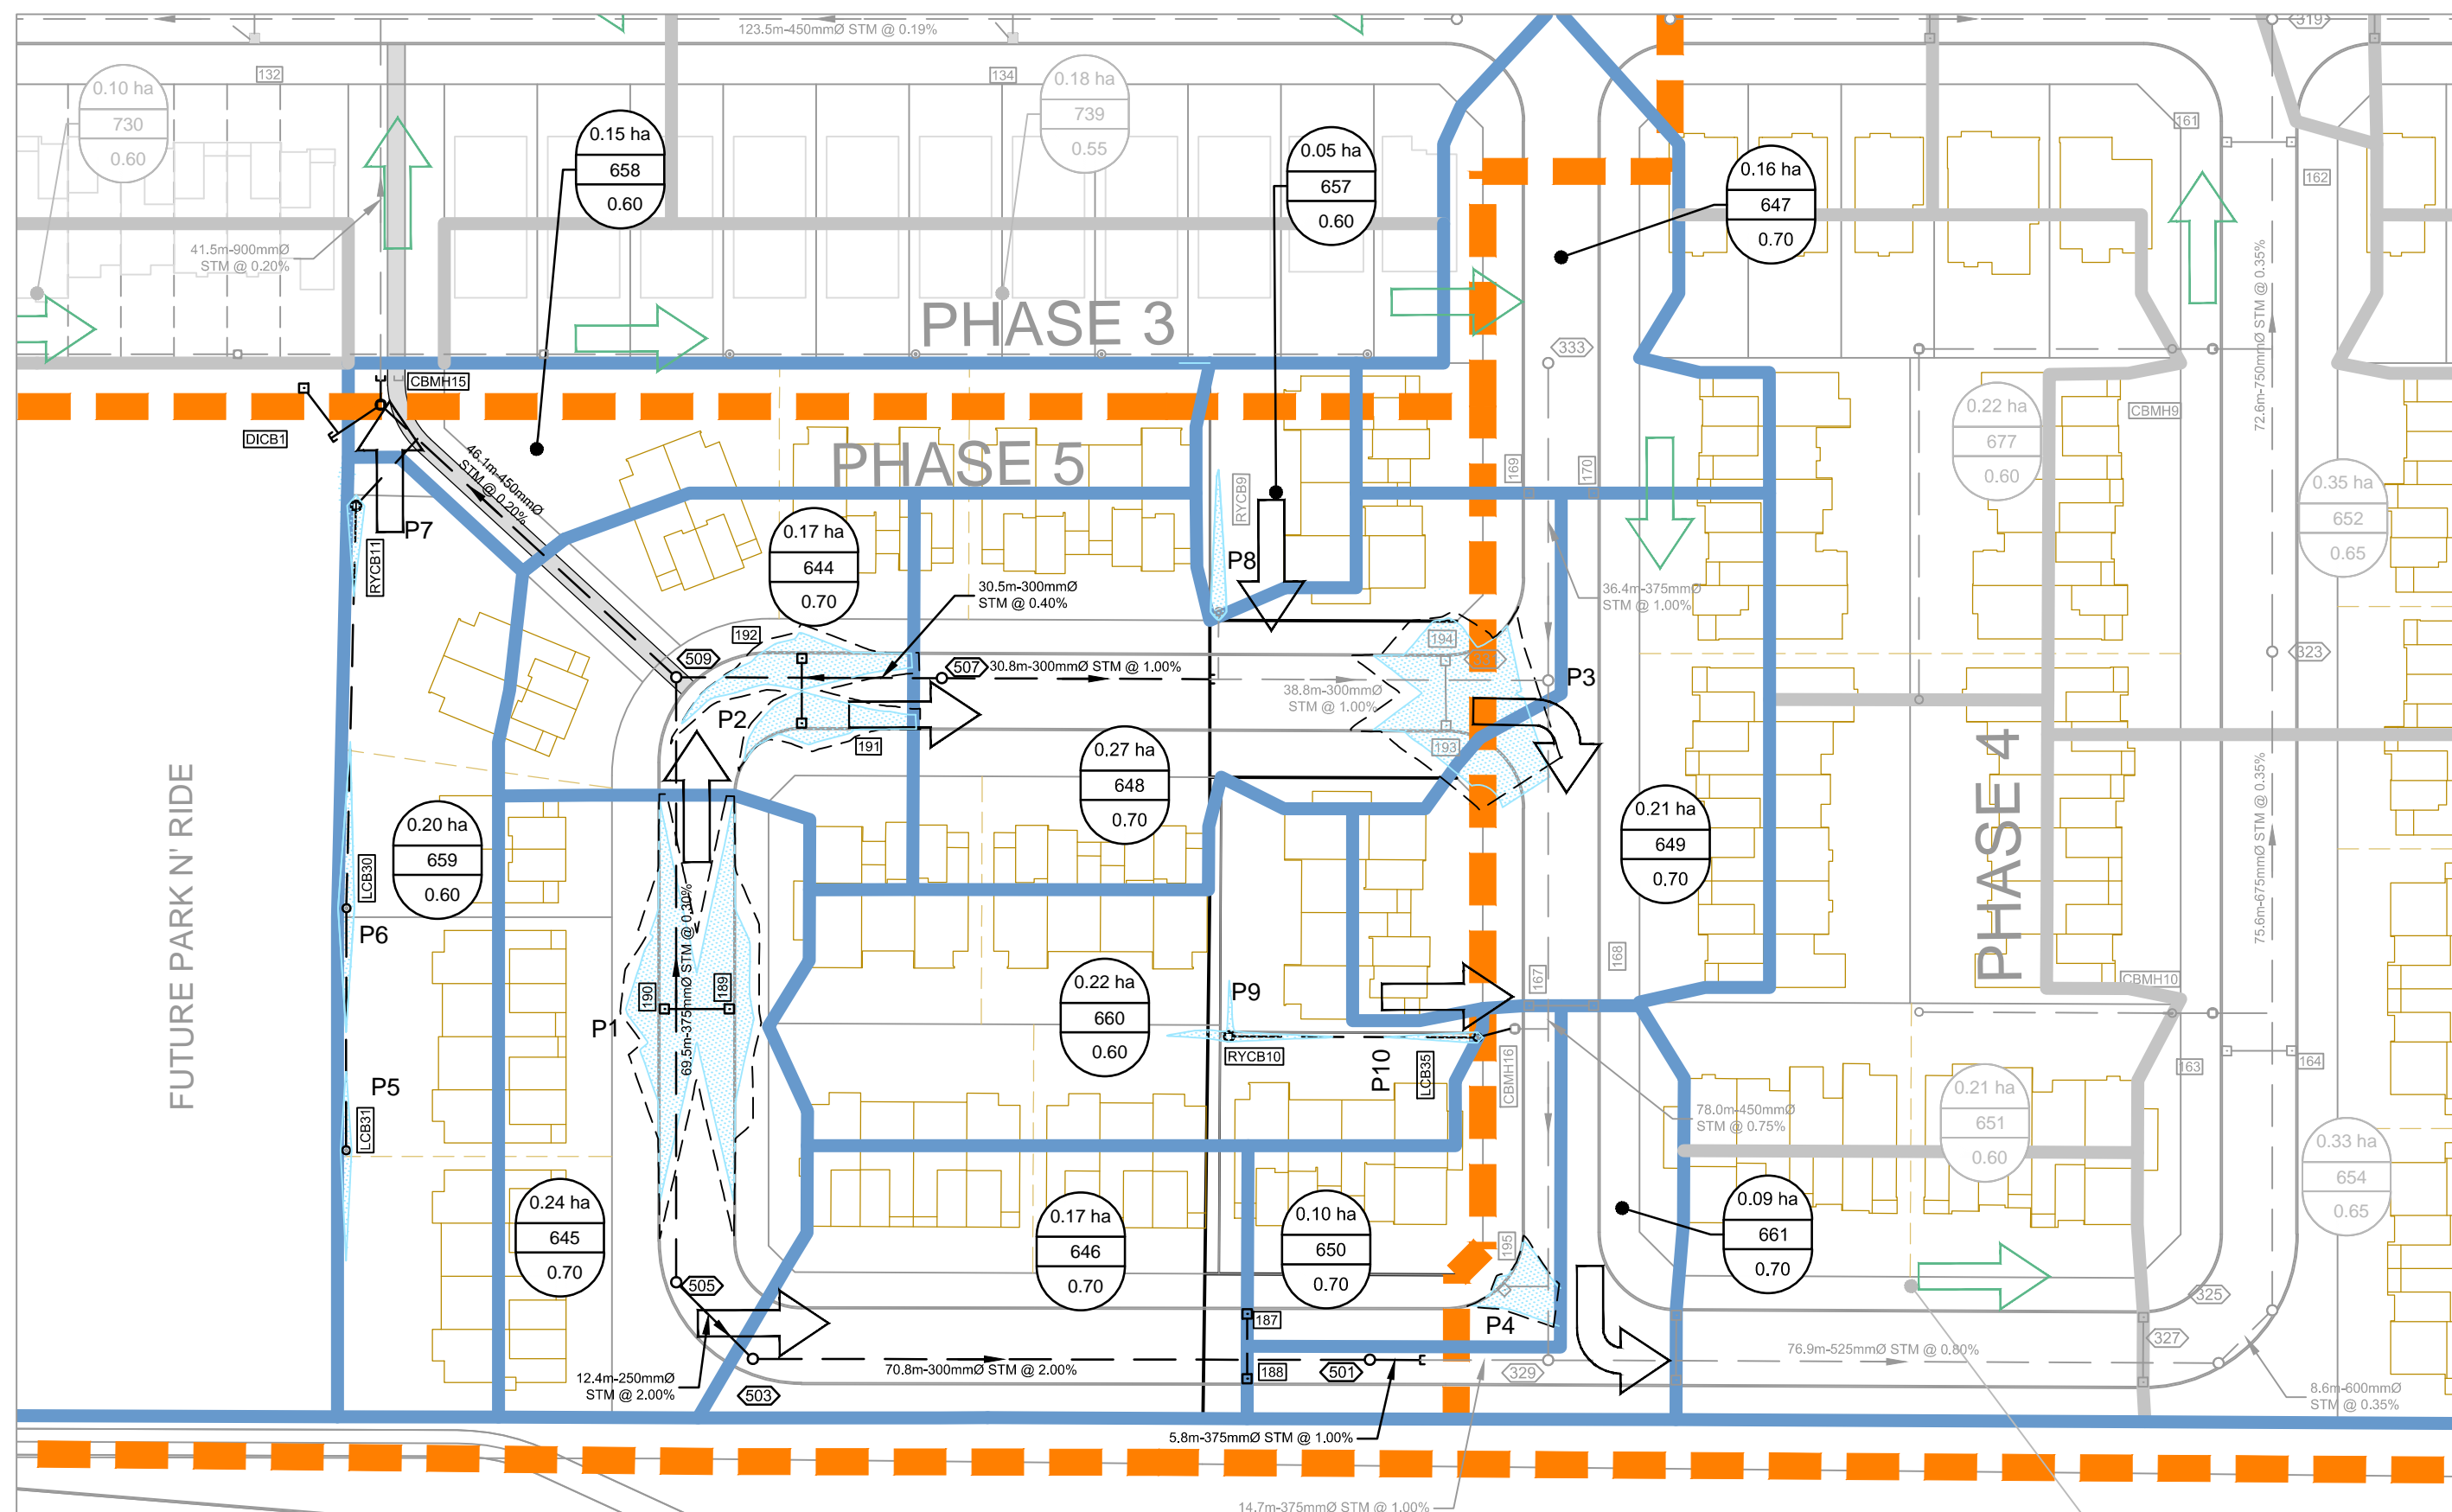 123.5m-450mmØ STM @ 0.19%
319
132
134
0.10 ha
730
0.60
0.15 ha
658
0.60
0.18 ha
739
0.55
0.05 ha
657
0.60
0.16 ha
647
0.70
161
162
41.5m-900mmØ
STM @ 0.20%
72.6m-750mmØ STM @ 0.35%
PHASE 3
333
CBMH15
DICB1
PHASE 5
46.1m-450mmØ
STM @ 0.20%
0.22 ha
677
0.60
CBMH9
169
170
RYCB9
0.35 ha
652
0.65
P7
RYCB11
0.17 ha
644
0.70
P8
30.5m-300mmØ
STM @ 0.40%
36.4m-375mmØ
STM @ 1.00%
192
194
509
507
30.8m-300mmØ STM @ 1.00%
323
P3
38.8m-300mmØ
STM @ 1.00%
P2
191
193
0.27 ha
648
0.70
FUTURE PARK N' RIDE
PHASE 4
75.6m-675mmØ STM @ 0.35%
0.20 ha
659
0.60
0.21 ha
649
0.70
LCB30
P6
69.5m-375mmØ STM @ 0.30%
190
189
P1
0.22 ha
660
0.60
P9
167
168
CBMH10
RYCB10
P10
LCB35
CBMH16
163
164
P5
LCB31
78.0m-450mmØ
STM @ 0.75%
0.21 ha
651
0.60
0.33 ha
654
0.65
0.24 ha
645
0.70
0.17 ha
646
0.70
0.10 ha
650
0.70
195
0.09 ha
661
0.70
505
187
P4
325
327
12.4m-250mmØ
STM @ 2.00%
503
70.8m-300mmØ STM @ 2.00%
188
501
329
76.9m-525mmØ STM @ 0.80%
8.6m-600mmØ
STM @ 0.35%
5.8m-375mmØ STM @ 1.00%
14.7m-375mmØ STM @ 1.00%